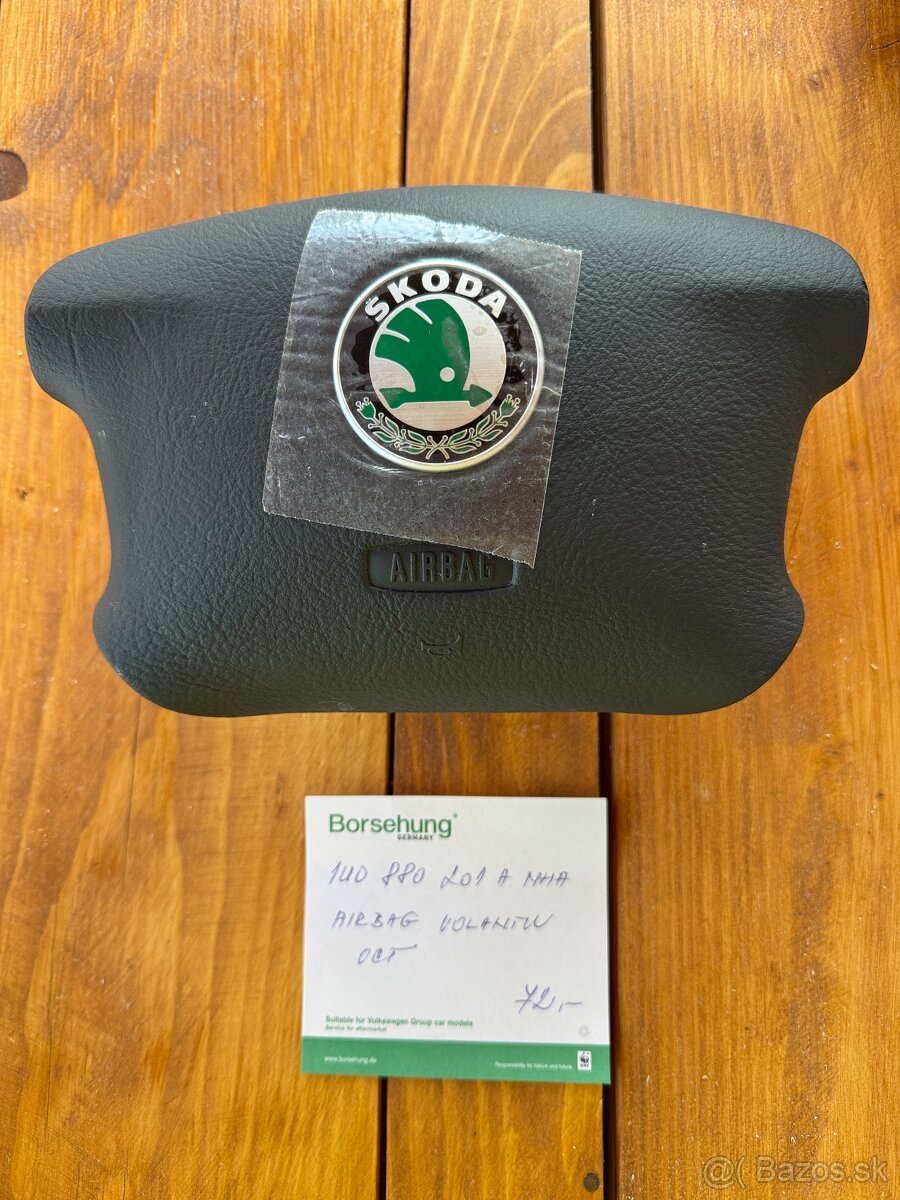 ŠKODA
AIRBAG
Borsehung®
GERMANY
1U0 880 201 A MHA
AIRBAG VOLANTU
OCT
72,-
Suitable for Volkswagen Group car models
Service for aftermarket
www.borsehung.de
Responsibility for nature and future.
WWF
@( Bazos.sk